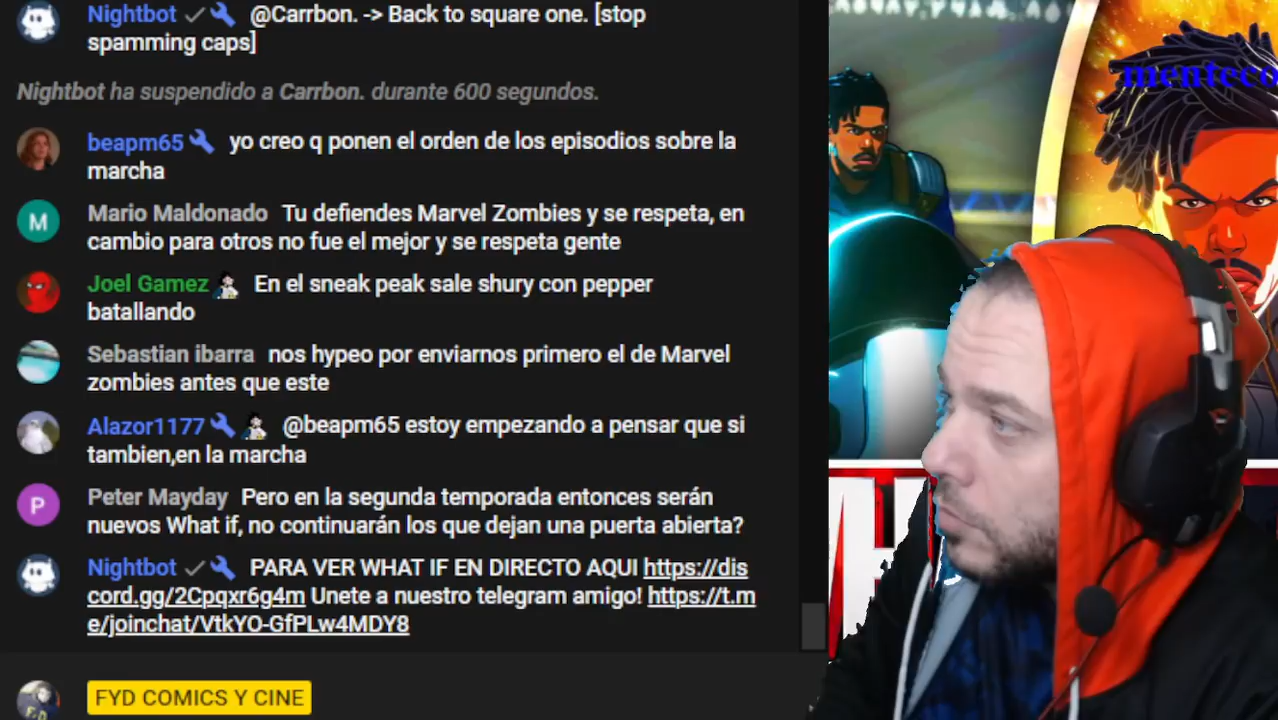 Nightbot @Carrbon. -> Back to square one. [stop
spamming caps]
Nightbot ha suspendido a Carrbon. durante 600 segundos.
beapm65 yo creo q ponen el orden de los episodios sobre la
marcha
M Mario Maldonado Tu defiendes Marvel Zombies y se respeta, en
cambio para otros no fue el mejor y se respeta gente
Joel Gamez En el sneak peak sale shury con pepper
batallando
Sebastian ibarra nos hypeo por enviarnos primero el de Marvel
zombies antes que este
Alazor1177 @beapm65 estoy empezando a pensar que si
tambien,en la marcha
P Peter Mayday Pero en la segunda temporada entonces serán
nuevos What if, no continuarán los que dejan una puerta abierta?
Nightbot PARA VER WHAT IF EN DIRECTO AQUI https://dis
cord.gg/2Cpqxr6g4m Unete a nuestro telegram amigo! https://t.m
e/joinchat/VtkYO-GfPLw4MDY8
FYD COMICS Y CINE